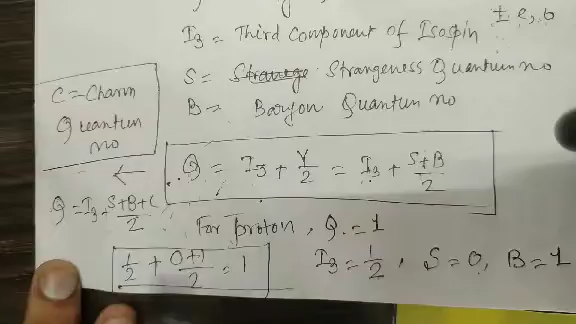 I₃ = Third Component of Isospin ± e, 0
S = Strangeness Quantum no
B = Baryon Quantum no
C = Charm
Quantum
no
Q = I₃ + Y/2 = I₃ + (S+B)/2
←
Q = I₃ + (S+B+C)/2
For proton, Q = 1
1/2 + (0+1)/2 = 1
I₃ = 1/2, S = 0, B = 1